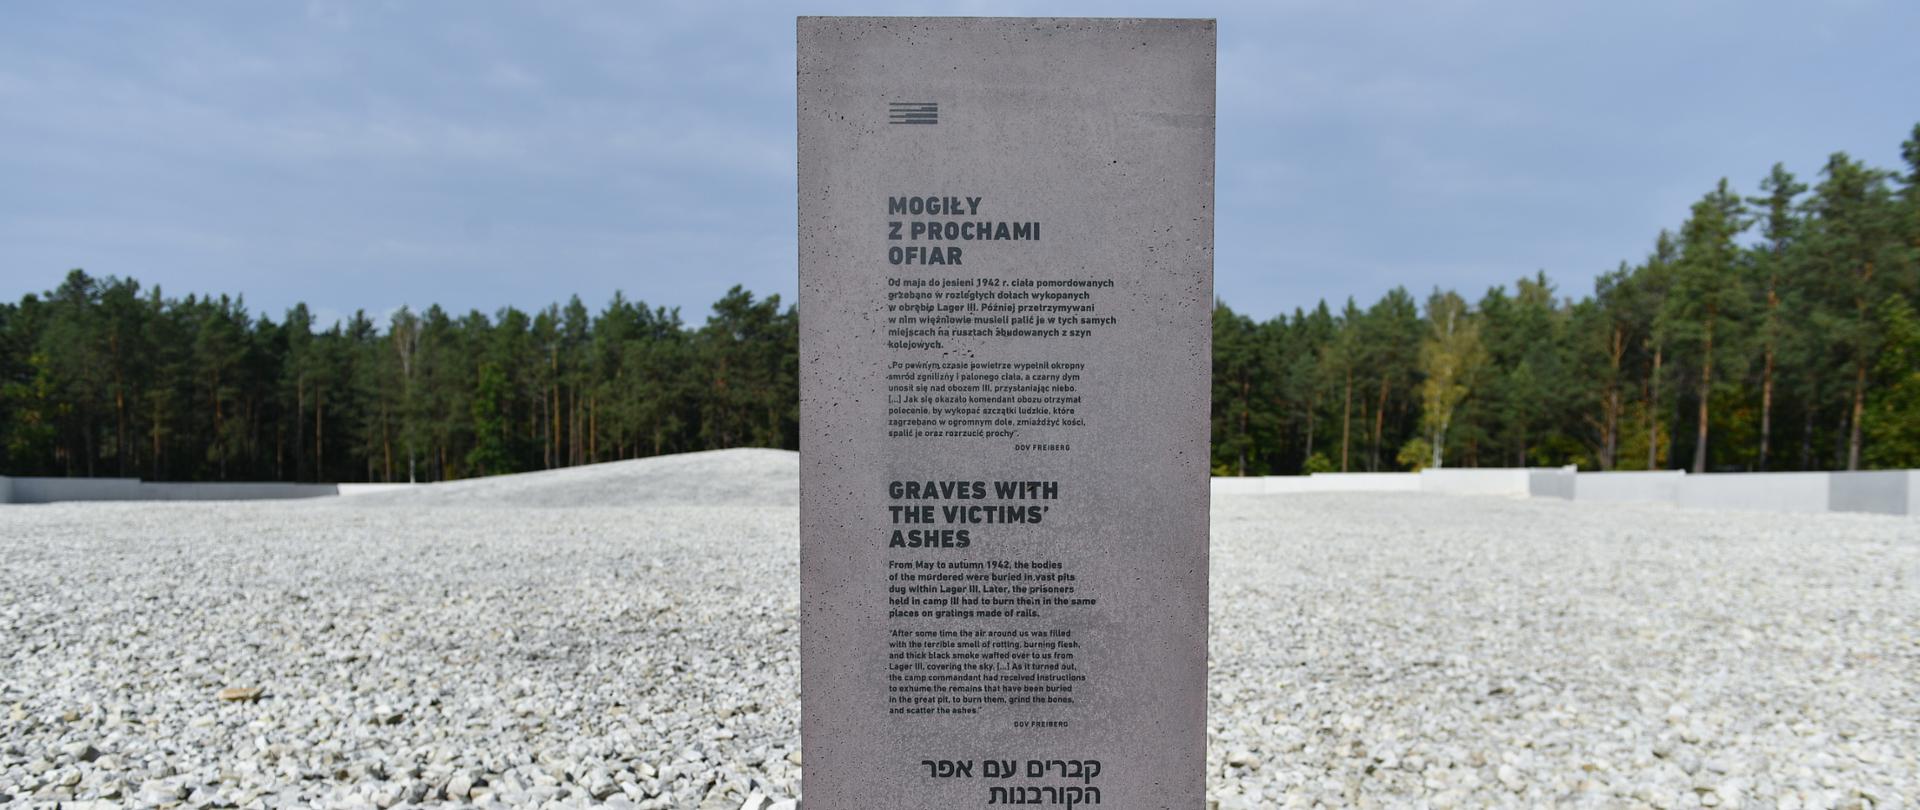 MOGIŁY
Z PROCHAMI
OFIAR
Od maja do jesieni 1942 r. ciała pomordowanych
grzebano w rozległych dołach wykopanych
w obrębie Lager III. Później przetrzymywani
w nim więźniowie musieli palić je w tych samych
miejscach na rusztach zbudowanych z szyn
kolejowych.
„Po pewnym czasie powietrze wypełnił okropny
smród zgnilizny i palonego ciała, a czarny dym
unosił się nad obozem III, przysłaniając niebo.
[...] Jak się okazało komendant obozu otrzymał
polecenie, by wykopać szczątki ludzkie, które
zagrzebano w ogromnym dole, zmiażdżyć kości,
spalić je oraz rozrzucić prochy".
DOV FREIBERG
GRAVES WITH
THE VICTIMS'
ASHES
From May to autumn 1942, the bodies
of the murdered were buried in vast pits
dug within Lager III. Later, the prisoners
held in camp III had to burn them in the same
places on gratings made of rails.
"After some time the air around us was filled
with the terrible smell of rotting, burning flesh,
and thick black smoke wafted over to us from
Lager III, covering the sky. [...] As it turned out,
the camp commandant had received instructions
to exhume the remains that have been buried
in the great pit, to burn them, grind the bones,
and scatter the ashes."
DOV FREIBERG
קברים עם אפר
הקורבנות